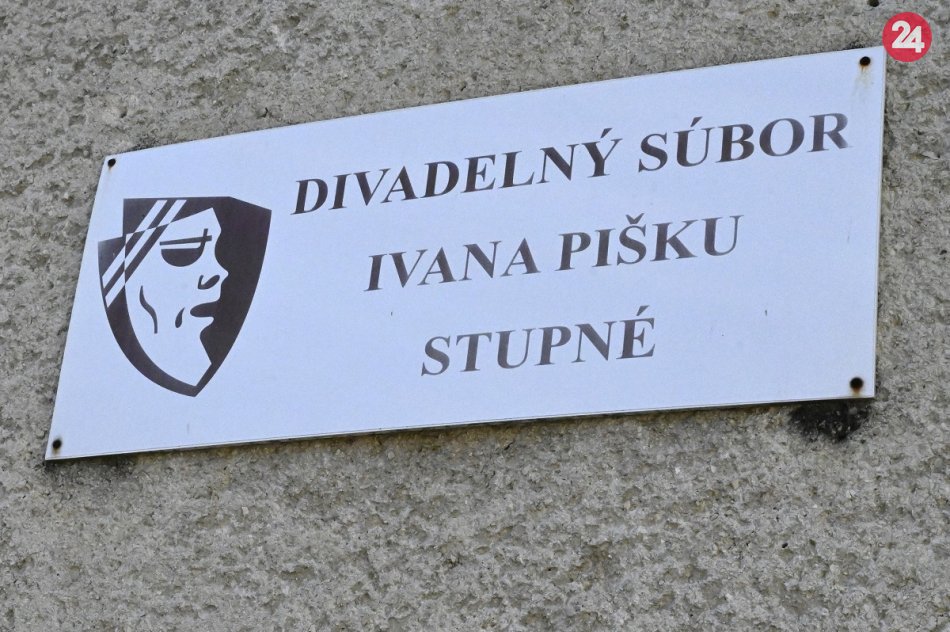 24
DIVADELNÝ SÚBOR
IVANA PIŠKU
STUPNÉ